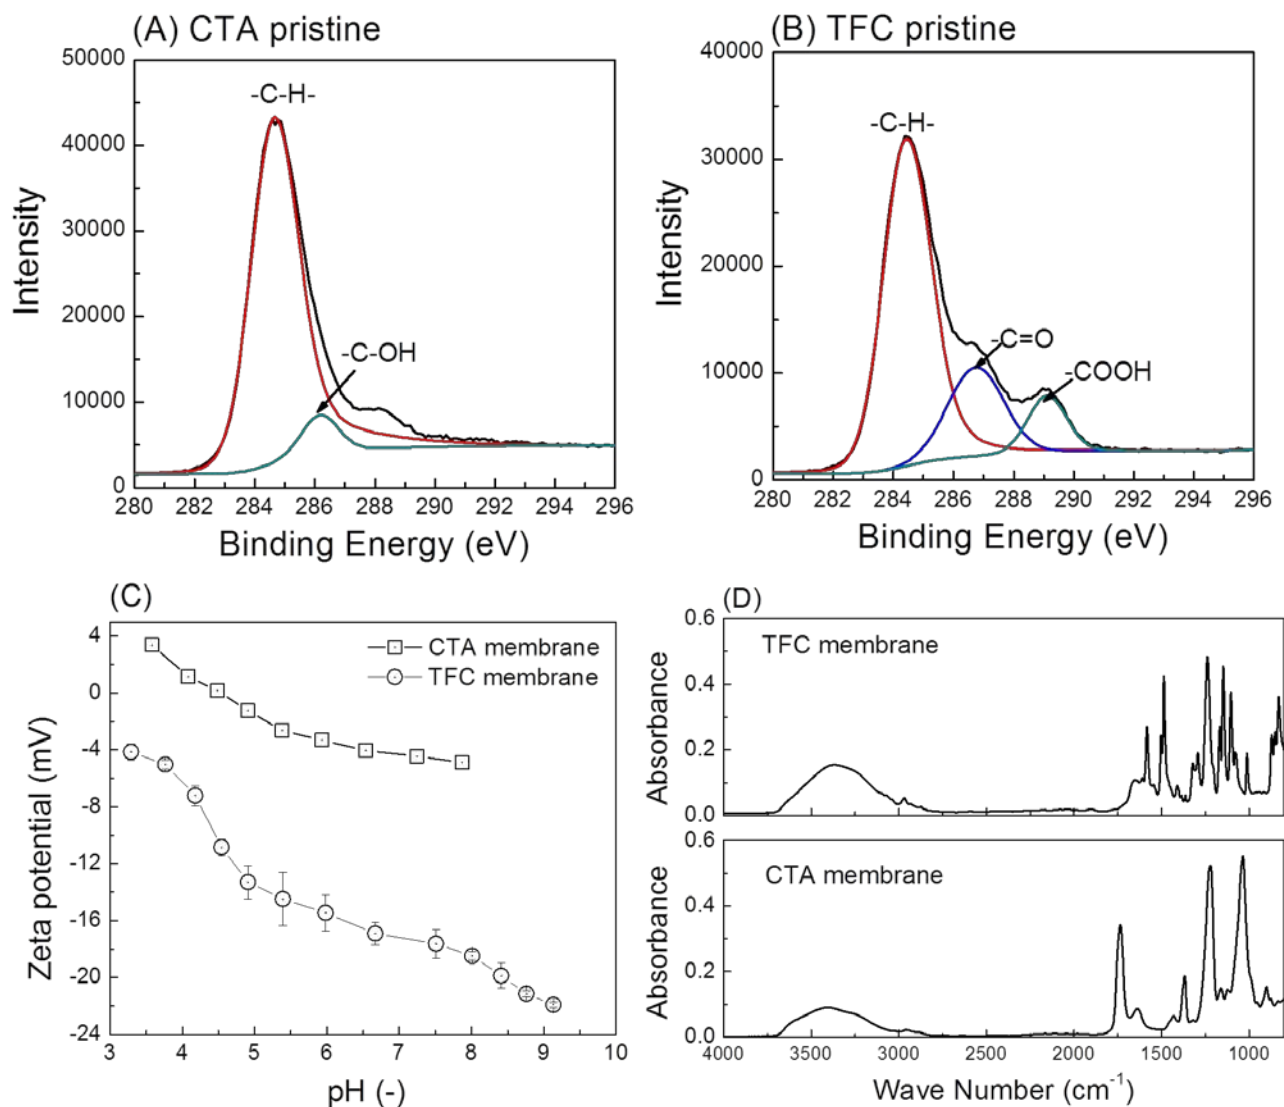 (A) CTA pristine
50000
40000
30000
20000
10000
0
Intensity
-C-H-
-C-OH
280 282 284 286 288 290 292 294 296
Binding Energy (eV)
(B) TFC pristine
40000
30000
20000
10000
0
Intensity
-C-H-
-C=O
-COOH
280 282 284 286 288 290 292 294 296
Binding Energy (eV)
(C)
4
0
-4
-8
-12
-16
-20
-24
Zeta potential (mV)
CTA membrane
TFC membrane
3 4 5 6 7 8 9 10
pH (-)
(D)
0.6
0.4
0.2
0.0
Absorbance
TFC membrane
0.6
0.4
0.2
0.0
Absorbance
CTA membrane
4000 3500 3000 2500 2000 1500 1000
Wave Number (cm⁻¹)